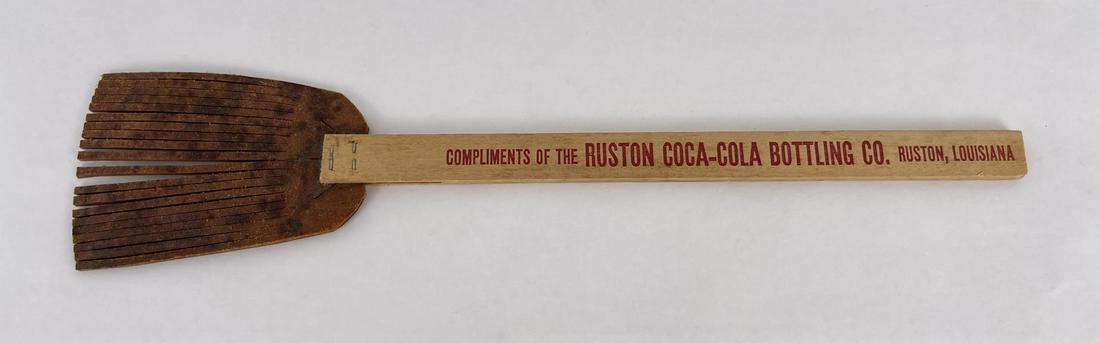 COMPLIMENTS OF THE RUSTON COCA-COLA BOTTLING CO. RUSTON, LOUISIANA